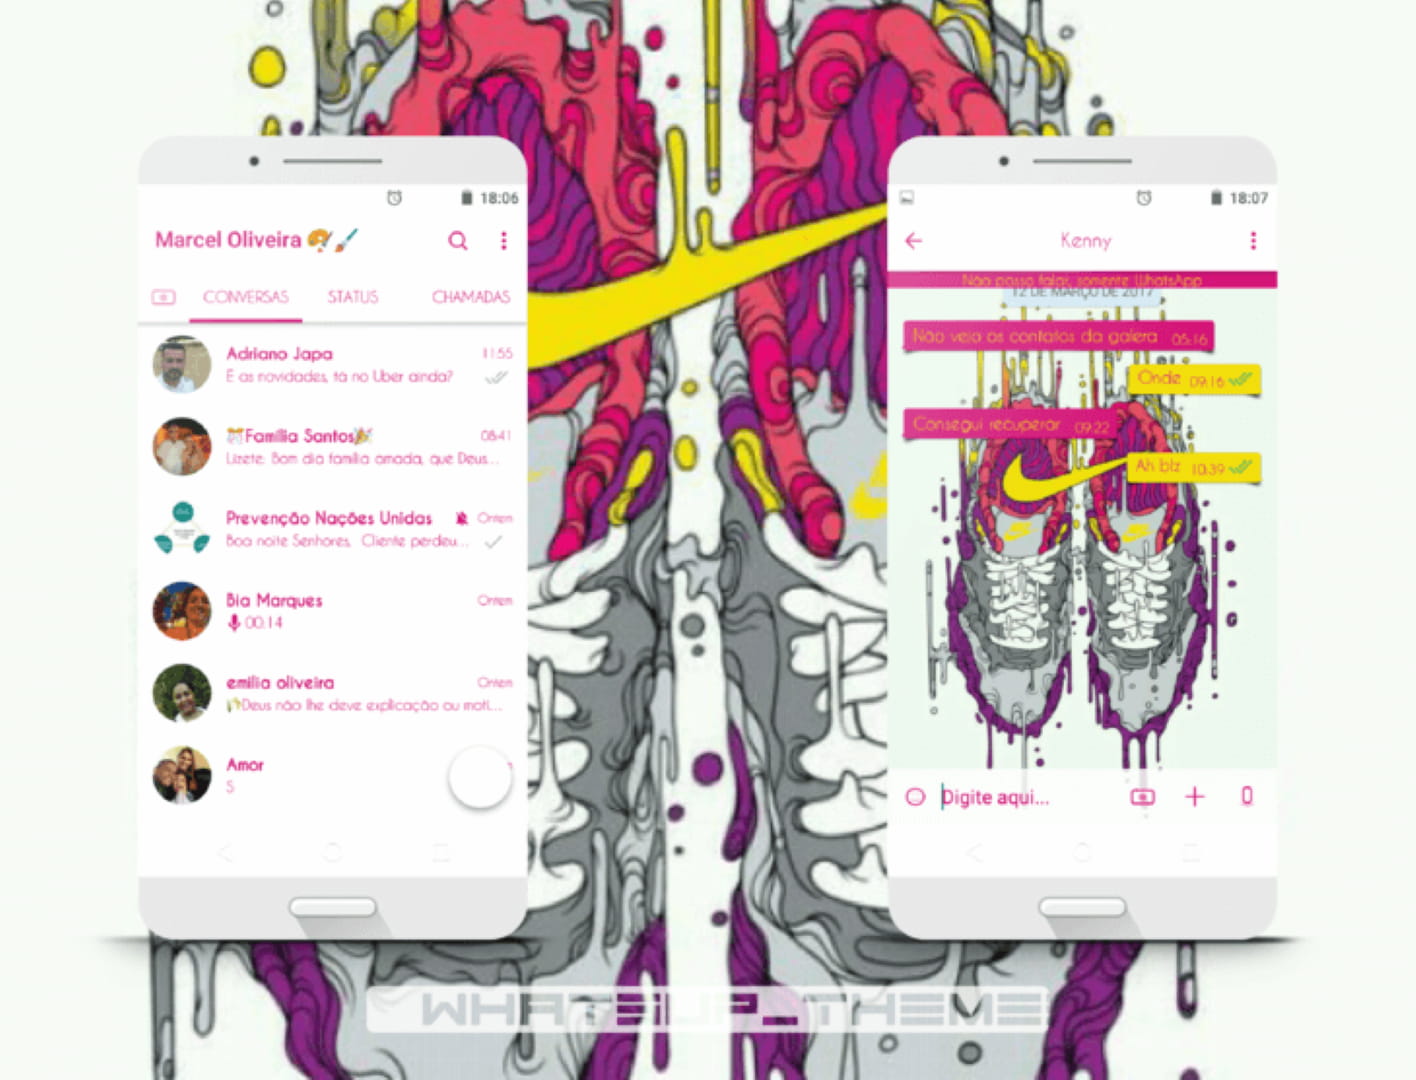 18:06
Marcel Oliveira
CONVERSAS STATUS CHAMADAS
Adriano Japa 11:55
E as novidades, tá no Uber ainda?
Família Santos 08:41
Lizete: Bom dia família amada, que Deus...
Prevenção Nações Unidas Ontem
Boa noite Senhores, Cliente perdeu...
Bia Marques Ontem
00:14
emilia oliveira Ontem
Deus não lhe deve explicação ou moti...
Amor
S
18:07
Kenny
Não posso falar, somente WhatsApp
12 DE MARÇO DE 2017
Não vejo os contatos da galera 05:16
Onde 09:16
Consegui recuperar 09:22
Ah blz 10:39
Digite aqui...
WHATSUP_THEME